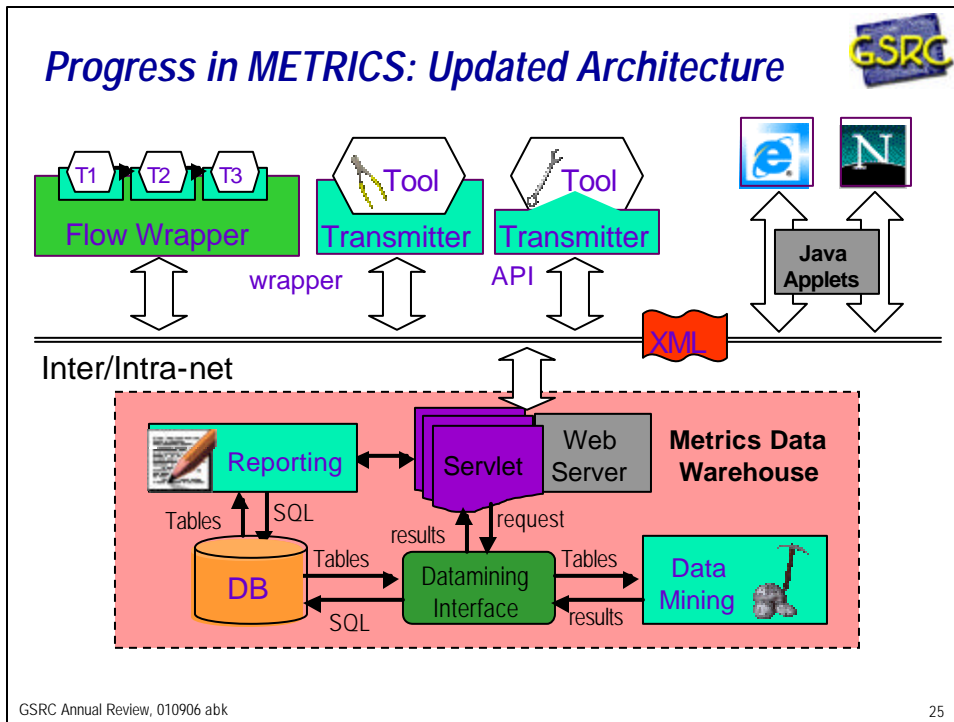 Progress in METRICS: Updated Architecture
GSRC
T1
T2
T3
Flow Wrapper
Tool
Transmitter
wrapper
Tool
Transmitter
API
e
N
Java
Applets
XML
Inter/Intra-net
Reporting
Servlet
Web
Server
Metrics Data
Warehouse
Tables
SQL
results
request
DB
Tables
SQL
Datamining
Interface
Tables
results
Data
Mining
GSRC Annual Review, 010906 abk
25